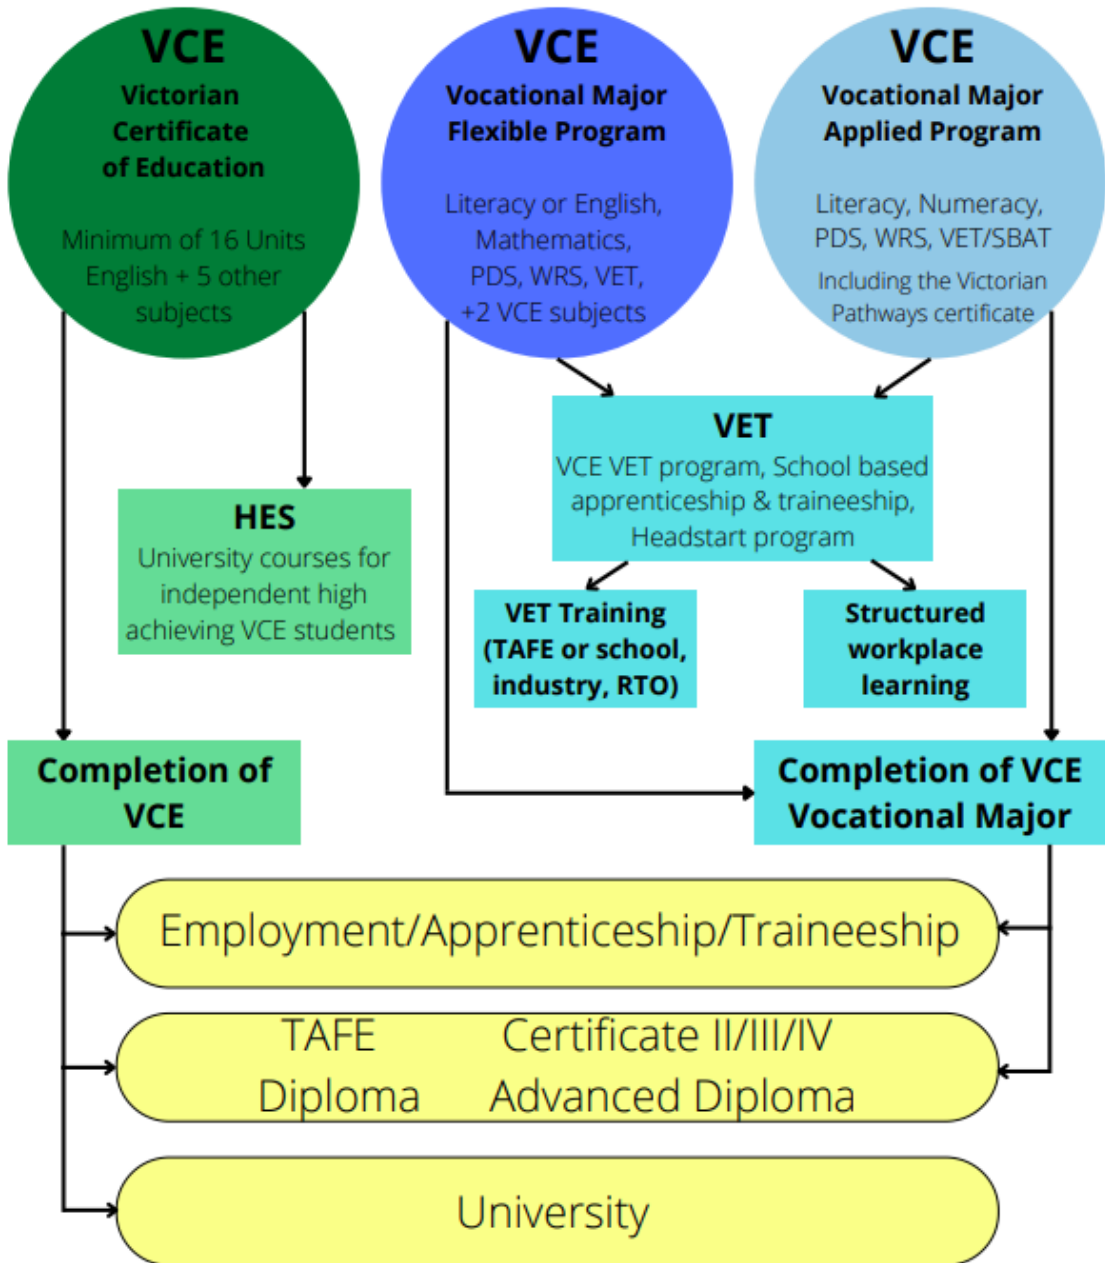 VCE
Victorian
Certificate
of Education
Minimum of 16 Units
English + 5 other
subjects
VCE
Vocational Major
Flexible Program
Literacy or English,
Mathematics,
PDS, WRS, VET,
+2 VCE subjects
VCE
Vocational Major
Applied Program
Literacy, Numeracy,
PDS, WRS, VET/SBAT
Including the Victorian
Pathways certificate
VET
VCE VET program, School based
apprenticeship & traineeship,
Headstart program
HES
University courses for
independent high
achieving VCE students
VET Training
(TAFE or school,
industry, RTO)
Structured
workplace
learning
Completion of
VCE
Completion of VCE
Vocational Major
Employment/Apprenticeship/Traineeship
TAFE Certificate II/III/IV
Diploma Advanced Diploma
University